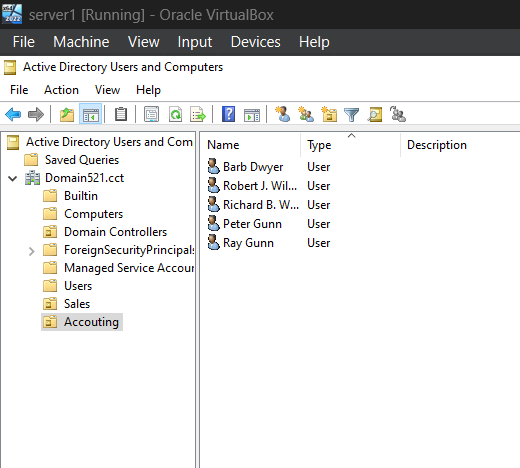 x64
2022
server1 [Running] - Oracle VirtualBox
File Machine View Input Devices Help
Active Directory Users and Computers
File Action View Help
Active Directory Users and Com
Saved Queries
Domain521.cct
Builtin
Computers
Domain Controllers
ForeignSecurityPrincipals
Managed Service Accour
Users
Sales
Accouting
Name Type Description
Barb Dwyer User
Robert J. Wil... User
Richard B. W... User
Peter Gunn User
Ray Gunn User